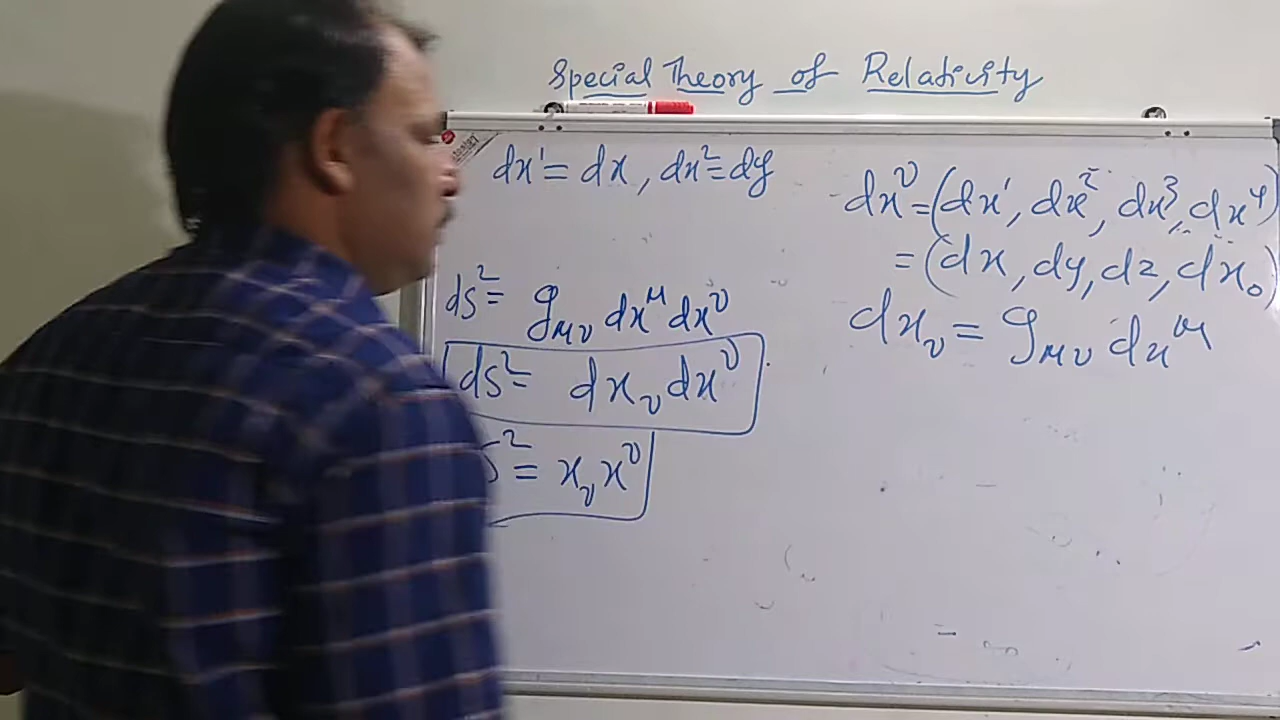 Special Theory of Relativity
dx¹ = dx, dx² = dy
ds² = g_μν dx^μ dx^ν
ds² = dx_ν dx^ν
s² = x_ν x^ν
dx^ν = (dx¹, dx², dx³, dx⁴)
= (dx, dy, dz, dx₀)
dx_ν = g_μν dx^μ